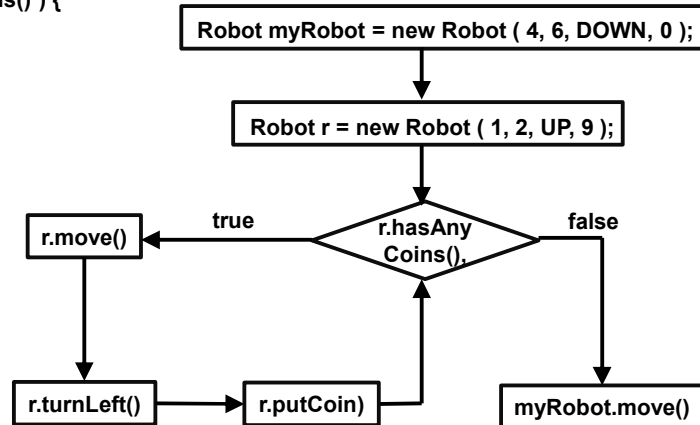 ns() ) {
Robot myRobot = new Robot ( 4, 6, DOWN, 0 );
Robot r = new Robot ( 1, 2, UP, 9 );
true
false
r.hasAny
Coins(),
r.move()
r.turnLeft()
r.putCoin)
myRobot.move()